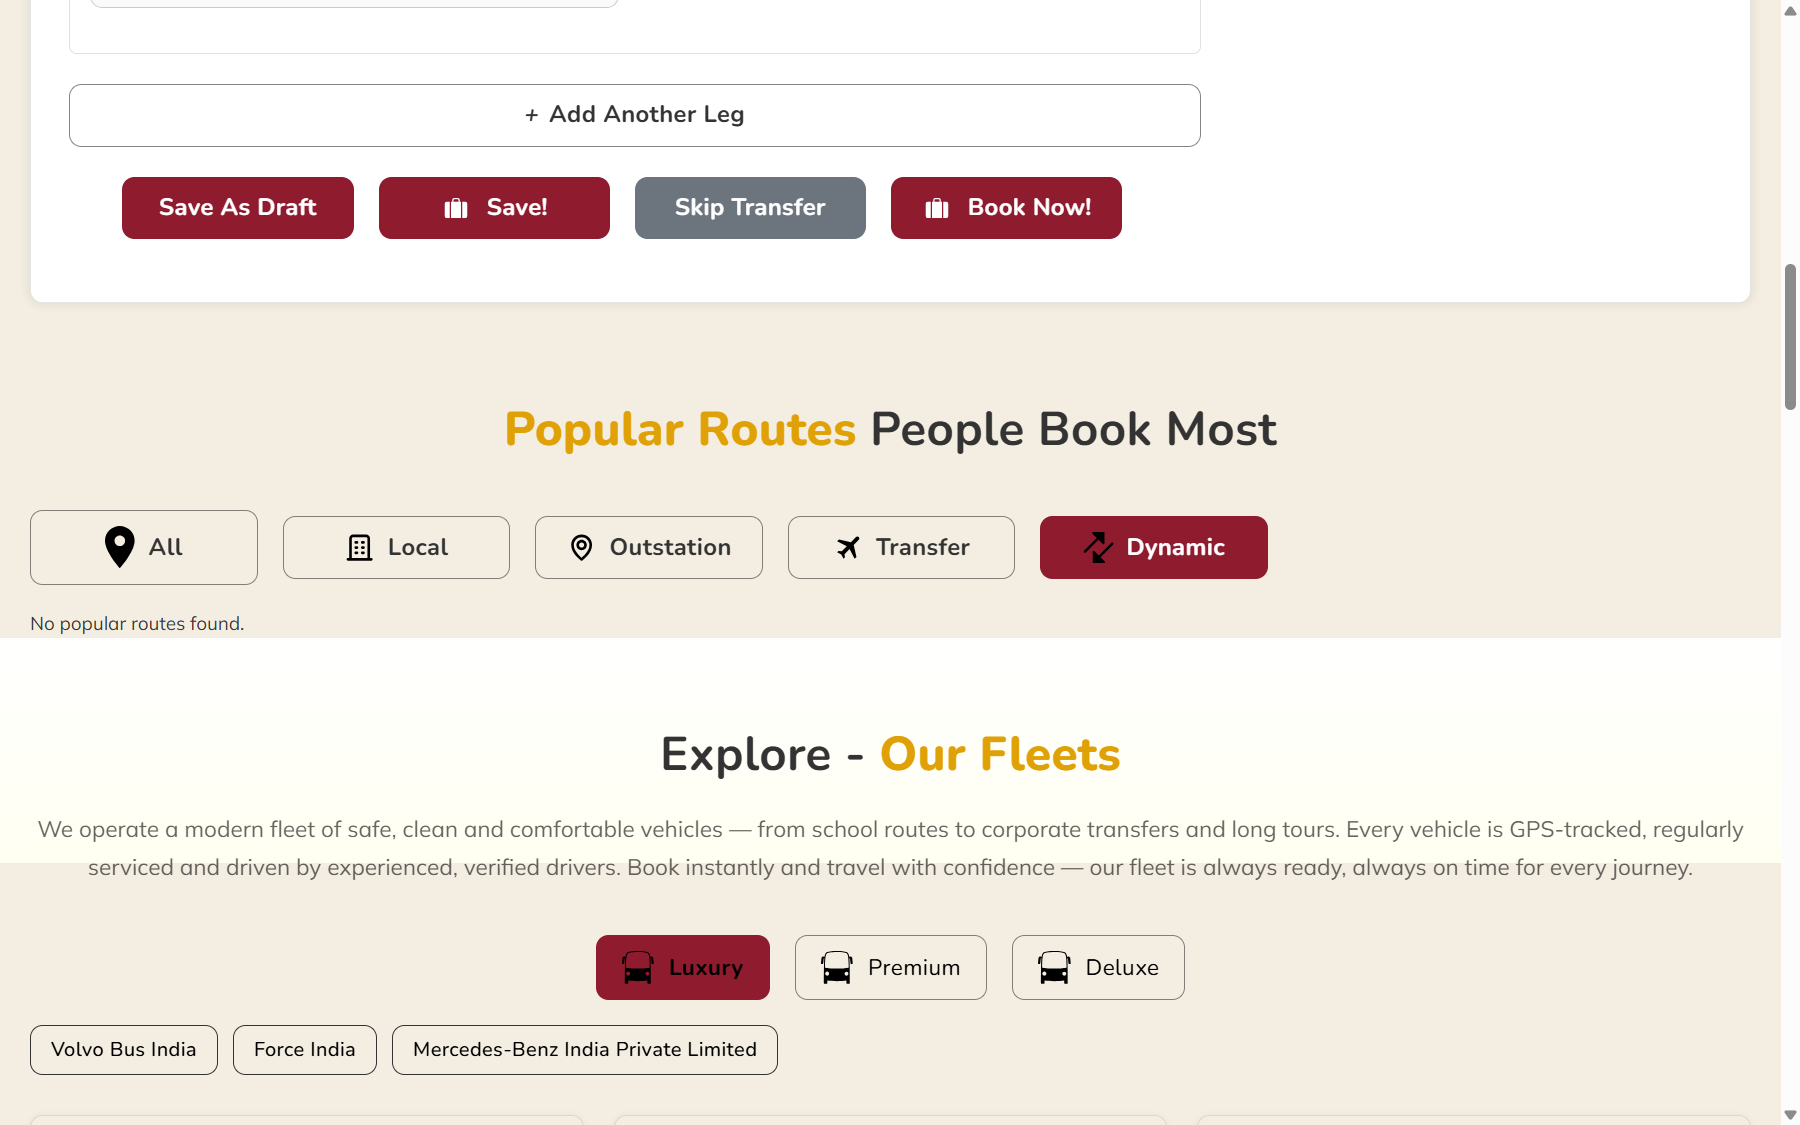 + Add Another Leg
Save As Draft
Save!
Skip Transfer
Book Now!
Popular Routes People Book Most
All
Local
Outstation
Transfer
Dynamic
No popular routes found.
Explore - Our Fleets
We operate a modern fleet of safe, clean and comfortable vehicles — from school routes to corporate transfers and long tours. Every vehicle is GPS-tracked, regularly
serviced and driven by experienced, verified drivers. Book instantly and travel with confidence — our fleet is always ready, always on time for every journey.
Luxury
Premium
Deluxe
Volvo Bus India
Force India
Mercedes-Benz India Private Limited